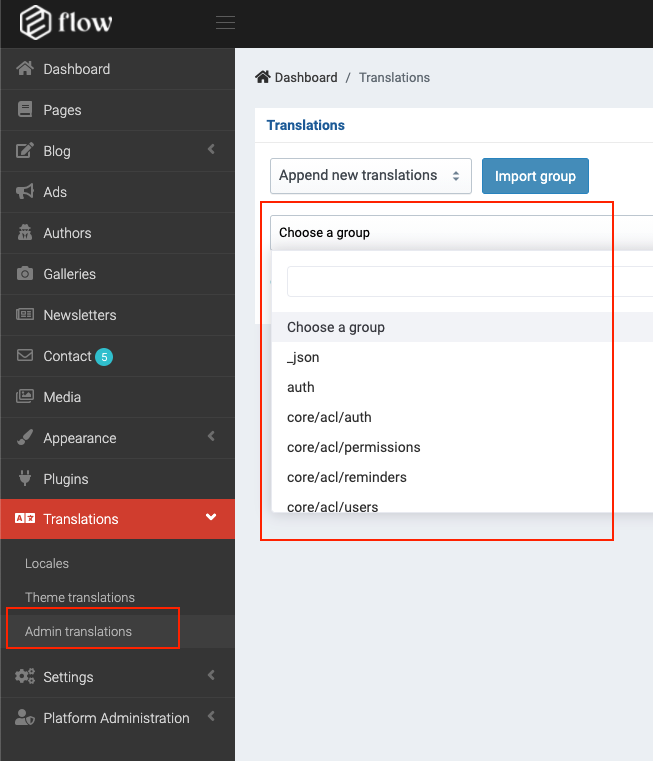 flow
Dashboard
Pages
Blog
Ads
Authors
Galleries
Newsletters
Contact 5
Media
Appearance
Plugins
Translations
Locales
Theme translations
Admin translations
Settings
Platform Administration
Dashboard / Translations
Translations
Append new translations
Import group
Choose a group
Choose a group
_json
auth
core/acl/auth
core/acl/permissions
core/acl/reminders
core/acl/users